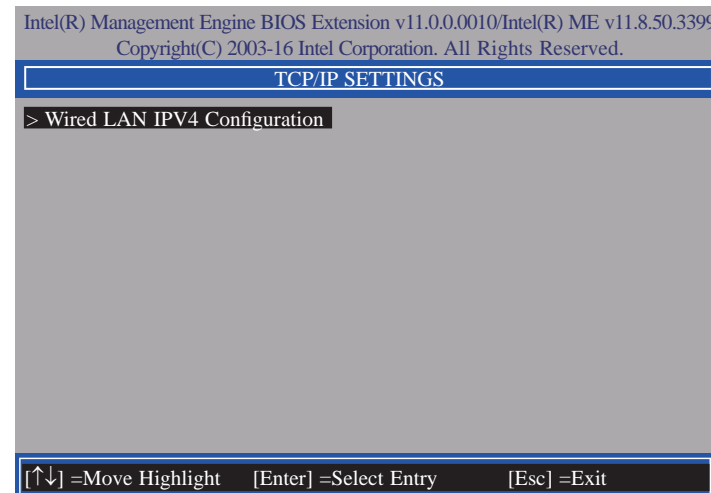 Intel(R) Management Engine BIOS Extension v11.0.0.0010/Intel(R) ME v11.8.50.3399
Copyright(C) 2003-16 Intel Corporation. All Rights Reserved.
TCP/IP SETTINGS
> Wired LAN IPV4 Configuration
[↑↓] =Move Highlight [Enter] =Select Entry [Esc] =Exit